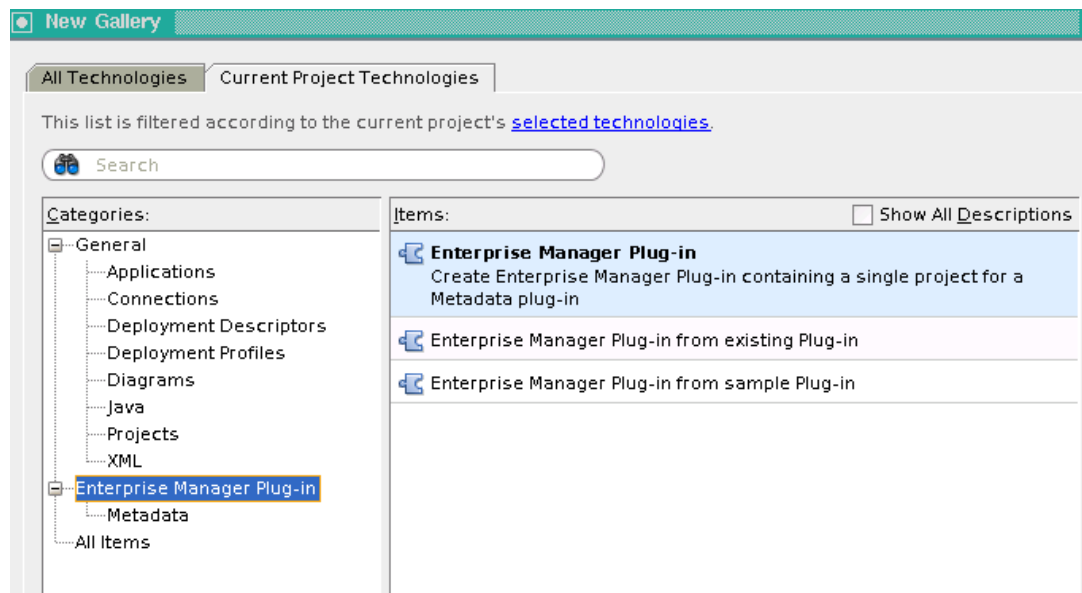 New Gallery
All Technologies
Current Project Technologies
This list is filtered according to the current project's selected technologies.
Search
Categories:
General
Applications
Connections
Deployment Descriptors
Deployment Profiles
Diagrams
Java
Projects
XML
Enterprise Manager Plug-in
Metadata
All Items
Items:
Show All Descriptions
Enterprise Manager Plug-in
Create Enterprise Manager Plug-in containing a single project for a
Metadata plug-in
Enterprise Manager Plug-in from existing Plug-in
Enterprise Manager Plug-in from sample Plug-in